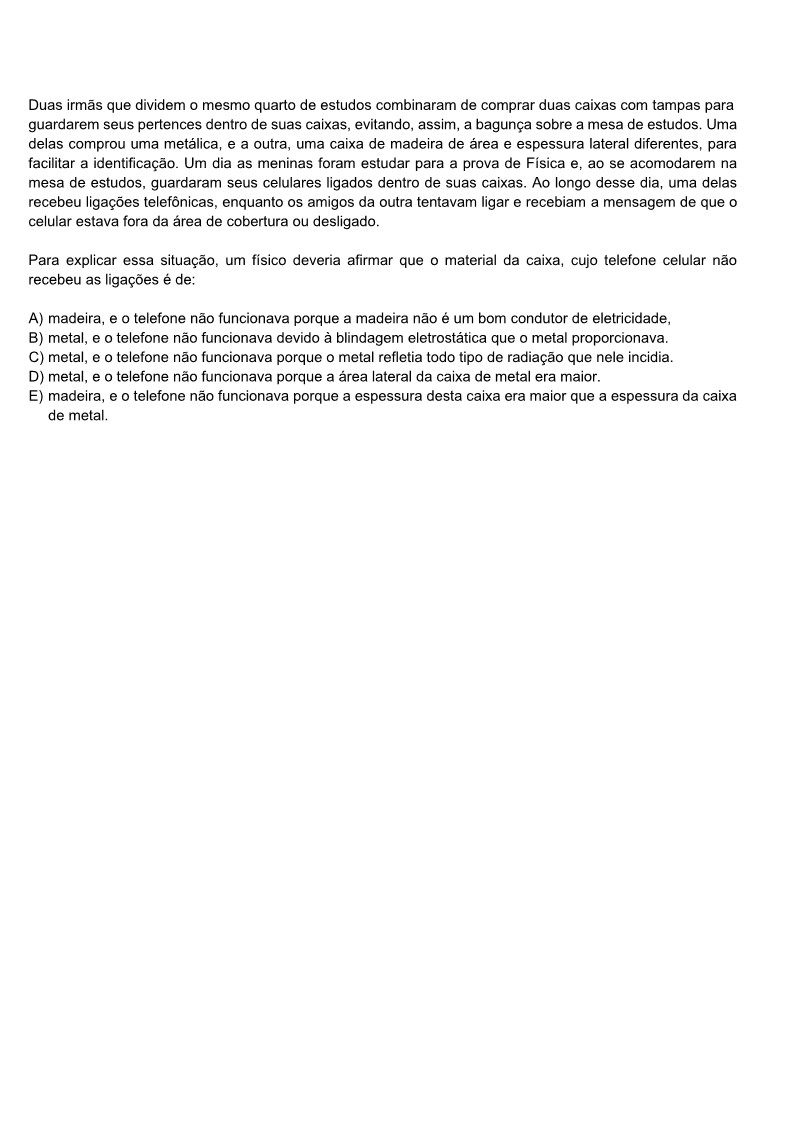 Duas irmãs que dividem o mesmo quarto de estudos combinaram de comprar duas caixas com tampas para
guardarem seus pertences dentro de suas caixas, evitando, assim, a bagunça sobre a mesa de estudos. Uma
delas comprou uma metálica, e a outra, uma caixa de madeira de área e espessura lateral diferentes, para
facilitar a identificação. Um dia as meninas foram estudar para a prova de Física e, ao se acomodarem na
mesa de estudos, guardaram seus celulares ligados dentro de suas caixas. Ao longo desse dia, uma delas
recebeu ligações telefônicas, enquanto os amigos da outra tentavam ligar e recebiam a mensagem de que o
celular estava fora da área de cobertura ou desligado.
Para explicar essa situação, um físico deveria afirmar que o material da caixa, cujo telefone celular não
recebeu as ligações é de:
A) madeira, e o telefone não funcionava porque a madeira não é um bom condutor de eletricidade,
B) metal, e o telefone não funcionava devido à blindagem eletrostática que o metal proporcionava.
C) metal, e o telefone não funcionava porque o metal refletia todo tipo de radiação que nele incidia.
D) metal, e o telefone não funcionava porque a área lateral da caixa de metal era maior.
E) madeira, e o telefone não funcionava porque a espessura desta caixa era maior que a espessura da caixa
de metal.